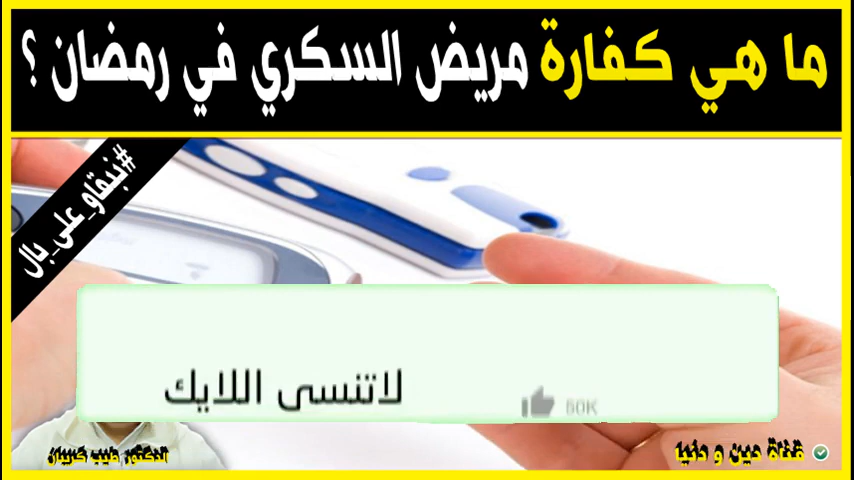 ما هي كفارة مريض السكري في رمضان ؟
#نبقاو_على_بال
لاتنسى اللايك
50K
الدكتور طيب كريبان
قناة دين و دنيا